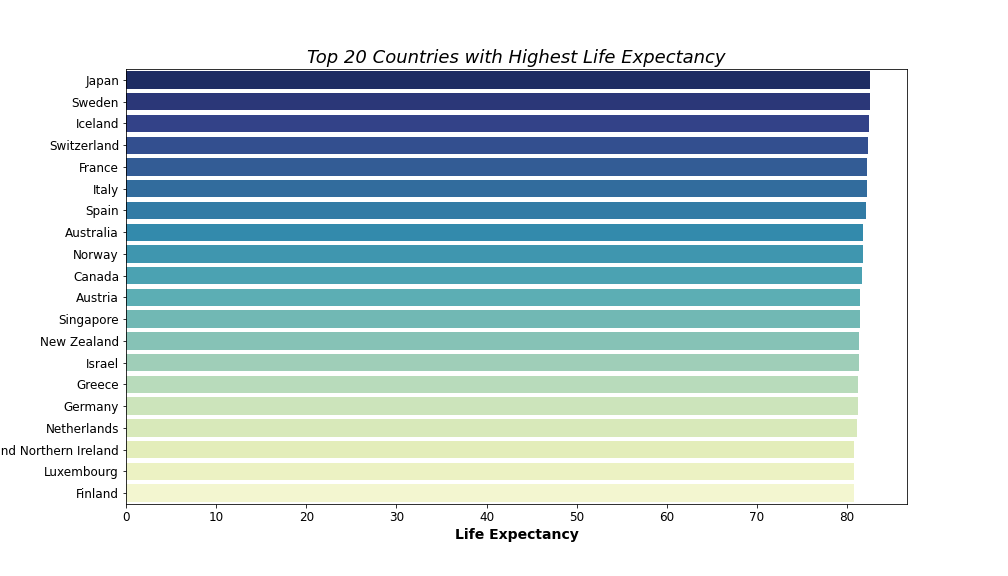 Top 20 Countries with Highest Life Expectancy
Japan
Sweden
Iceland
Switzerland
France
Italy
Spain
Australia
Norway
Canada
Austria
Singapore
New Zealand
Israel
Greece
Germany
Netherlands
nd Northern Ireland
Luxembourg
Finland
0 10 20 30 40 50 60 70 80
Life Expectancy